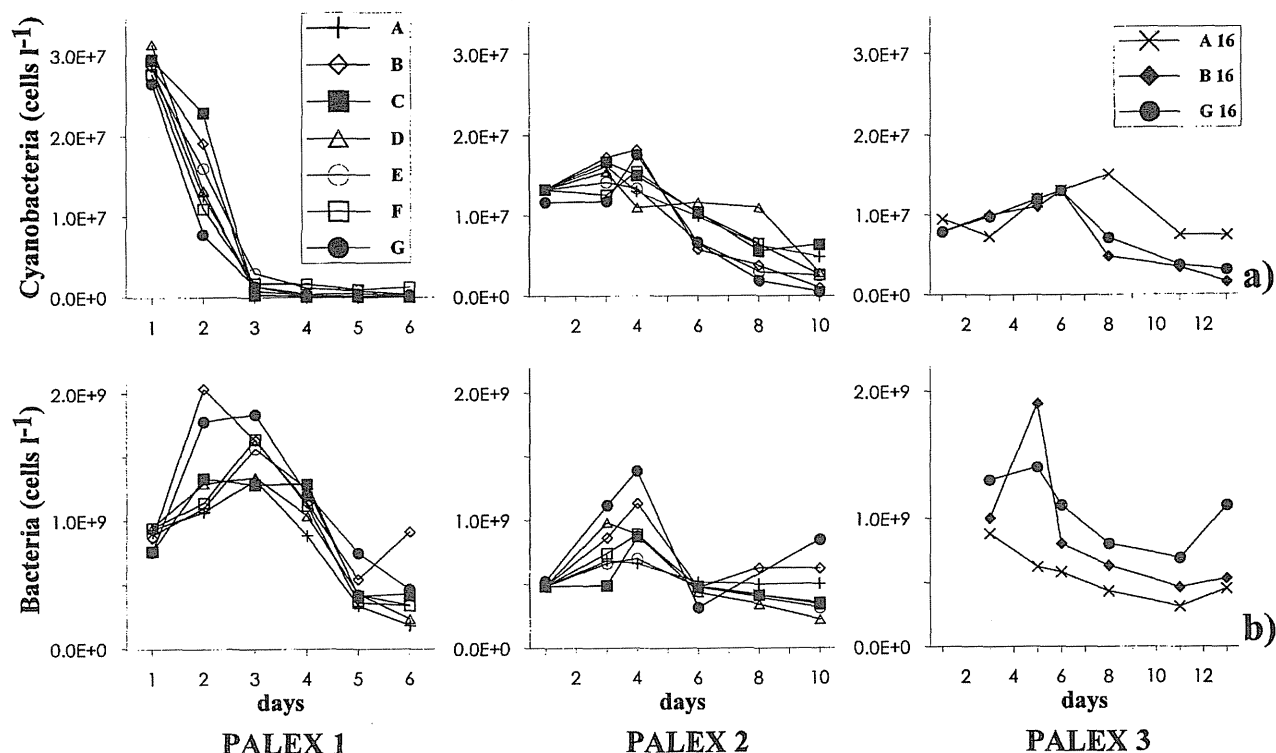 Cyanobacteria (cells l-1)
3.0E+7
2.0E+7
1.0E+7
0.0E+0
1 2 3 4 5 6
A
B
C
D
E
F
G
3.0E+7
2.0E+7
1.0E+7
0.0E+0
2 4 6 8 10
3.0E+7
2.0E+7
1.0E+7
0.0E+0
2 4 6 8 10 12
A 16
B 16
G 16
a)
Bacteria (cells l-1)
2.0E+9
1.0E+9
0.0E+0
1 2 3 4 5 6
days
PALEX 1
2.0E+9
1.0E+9
0.0E+0
2 4 6 8 10
days
PALEX 2
2.0E+9
1.0E+9
0.0E+0
2 4 6 8 10 12
days
PALEX 3
b)